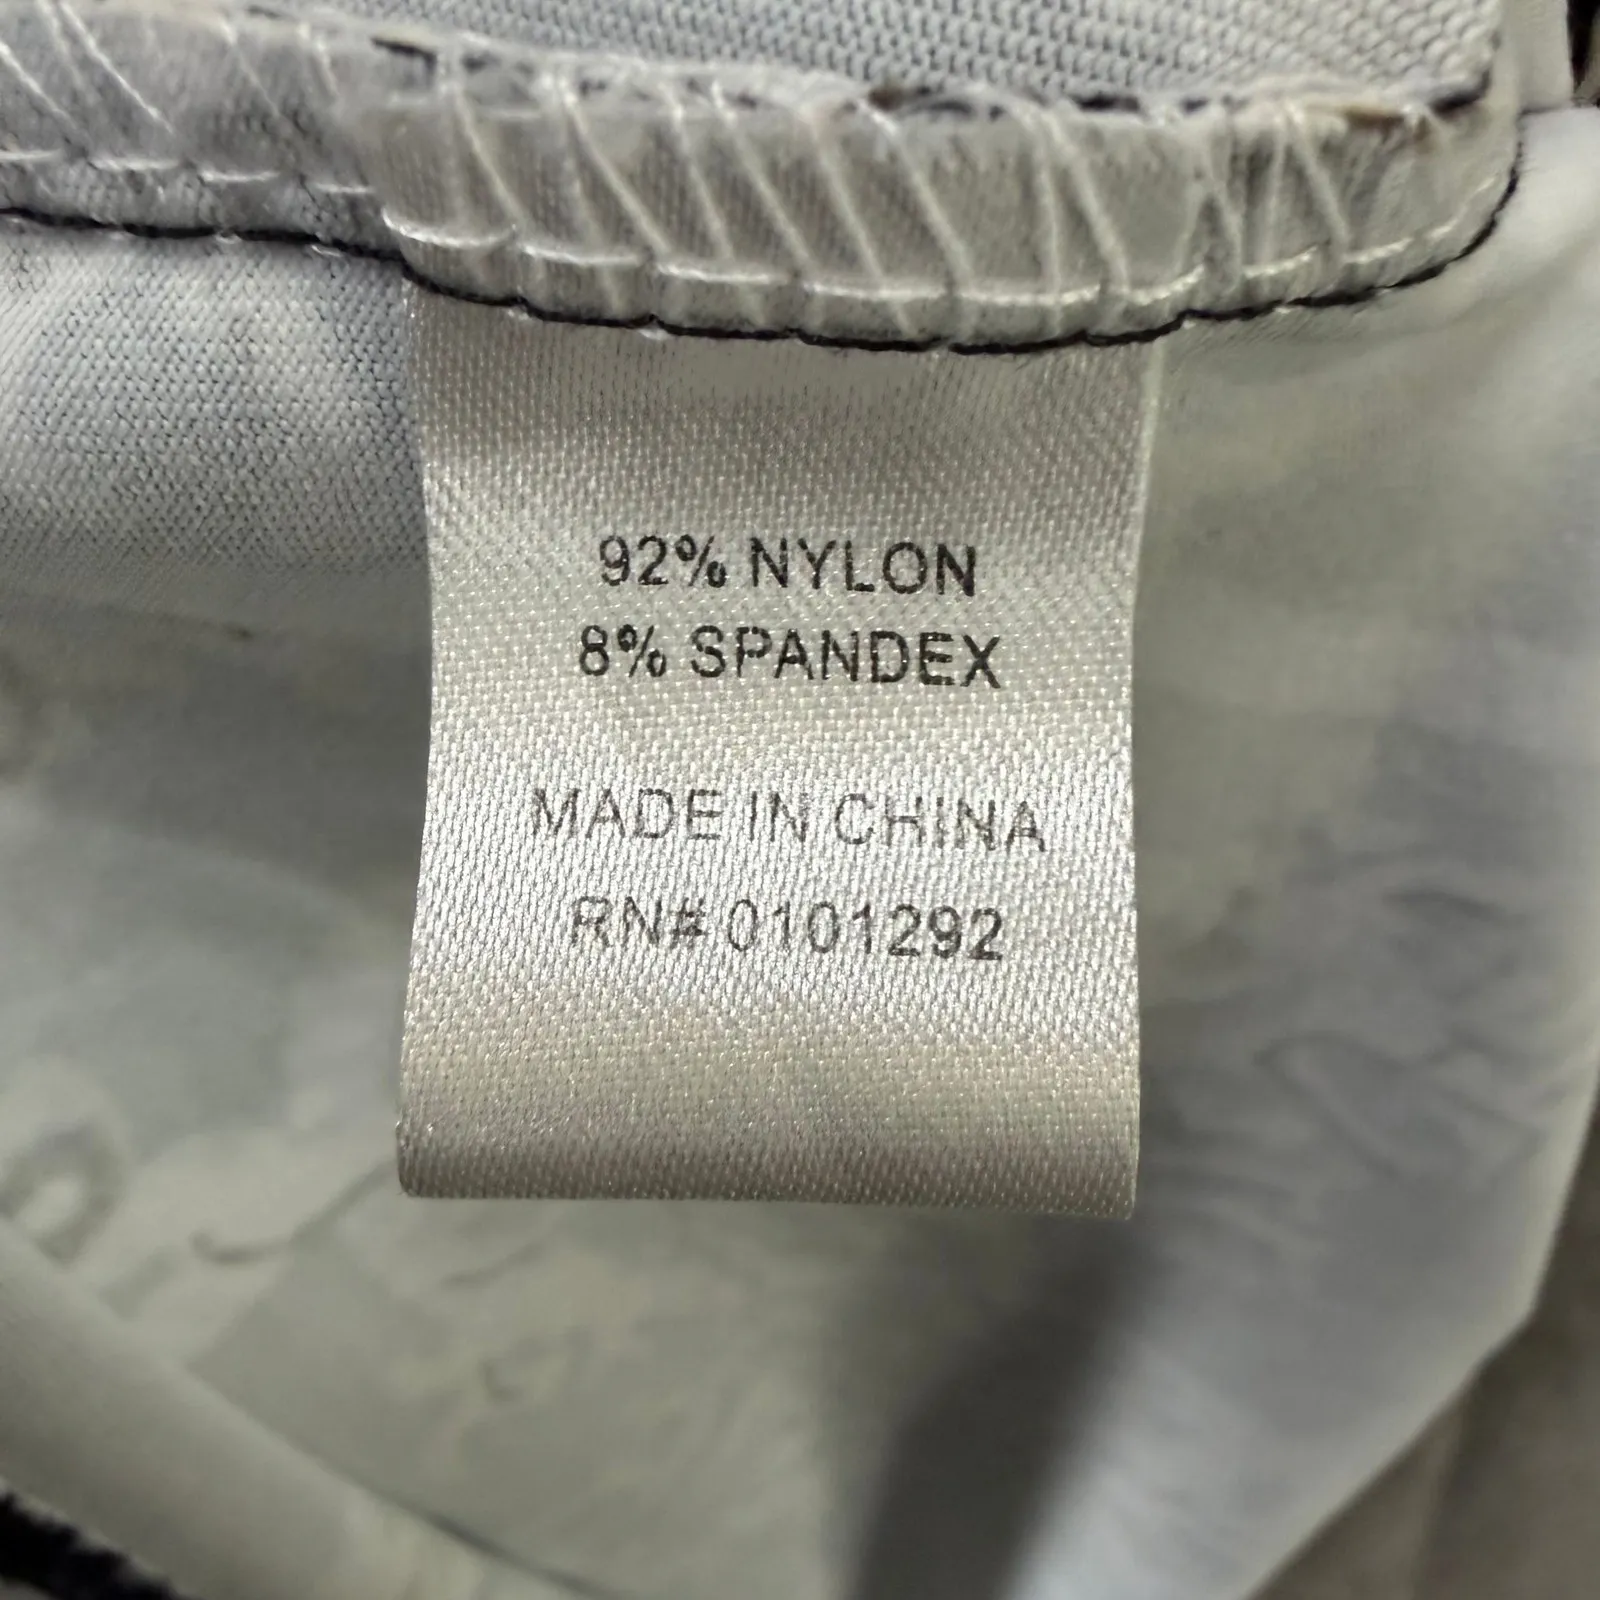 92% NYLON
8% SPANDEX
MADE IN CHINA
RN# 0101292